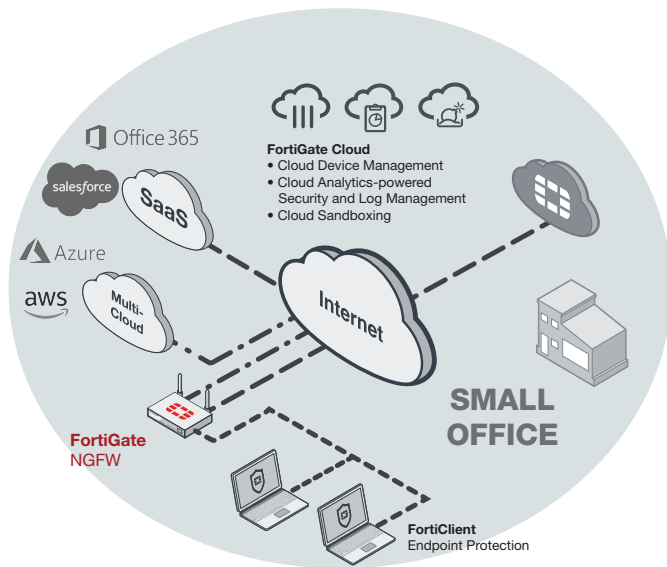 Office 365
salesforce
SaaS
Azure
aws
Multi-
Cloud
FortiGate Cloud
• Cloud Device Management
• Cloud Analytics-powered
Security and Log Management
• Cloud Sandboxing
Internet
SMALL
OFFICE
FortiGate
NGFW
FortiClient
Endpoint Protection